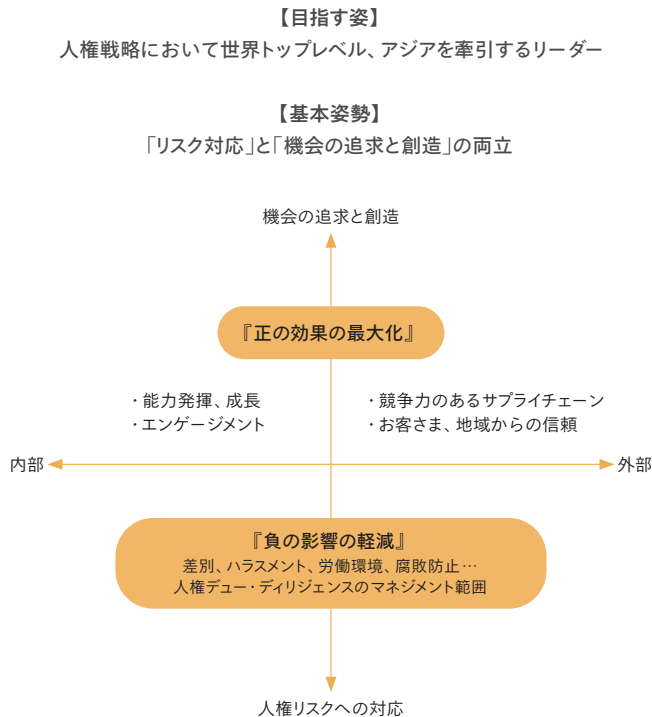 【目指す姿】
人権戦略において世界トップレベル、アジアを牽引するリーダー
【基本姿勢】
「リスク対応」と「機会の追求と創造」の両立
機会の追求と創造
『正の効果の最大化』
・能力発揮、成長
・エンゲージメント
・競争力のあるサプライチェーン
・お客さま、地域からの信頼
内部
外部
『負の影響の軽減』
差別、ハラスメント、労働環境、腐敗防止…
人権デュー・ディリジェンスのマネジメント範囲
人権リスクへの対応